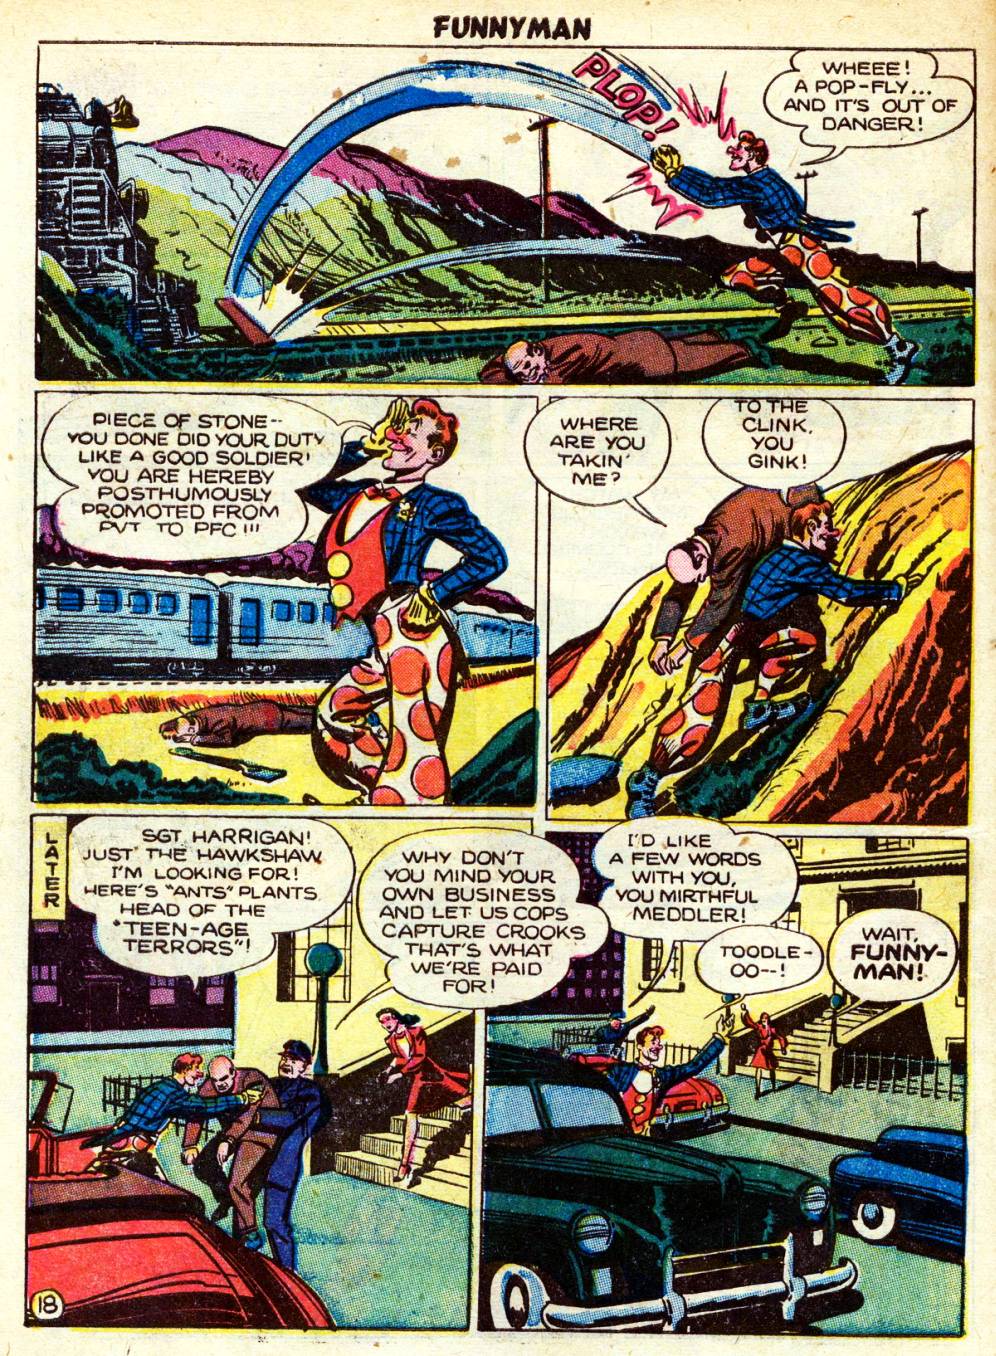 FUNNYMAN
PLOP!
WHEEE!
A POP-FLY...
AND IT'S OUT OF
DANGER!
PIECE OF STONE--
YOU DONE DID YOUR DUTY
LIKE A GOOD SOLDIER!
YOU ARE HEREBY
POSTHUMOUSLY
PROMOTED FROM
PVT TO PFC!!!
WHERE
ARE YOU
TAKIN'
ME?
TO THE
CLINK,
YOU
GINK!
LATER
SGT. HARRIGAN!
JUST THE HAWKSHAW
I'M LOOKING FOR!
HERE'S "ANTS" PLANTS
HEAD OF THE
"TEEN-AGE
TERRORS"!
WHY DON'T
YOU MIND YOUR
OWN BUSINESS
AND LET US COPS
CAPTURE CROOKS
THAT'S WHAT
WE'RE PAID
FOR!
I'D LIKE
A FEW WORDS
WITH YOU,
YOU MIRTHFUL
MEDDLER!
TOODLE-
OO--!
WAIT,
FUNNY-
MAN!
18